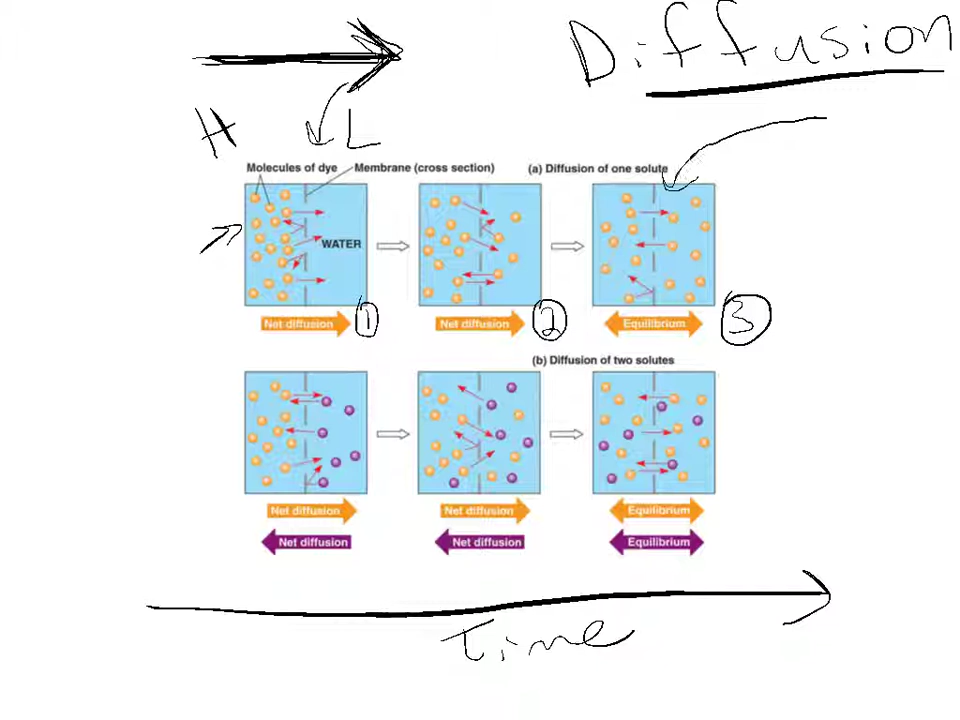 Diffusion
H L
Molecules of dye Membrane (cross section) (a) Diffusion of one solute
WATER
Net diffusion 1 Net diffusion 2 Equilibrium 3
(b) Diffusion of two solutes
Net diffusion Net diffusion Equilibrium
Net diffusion Net diffusion Equilibrium
Time